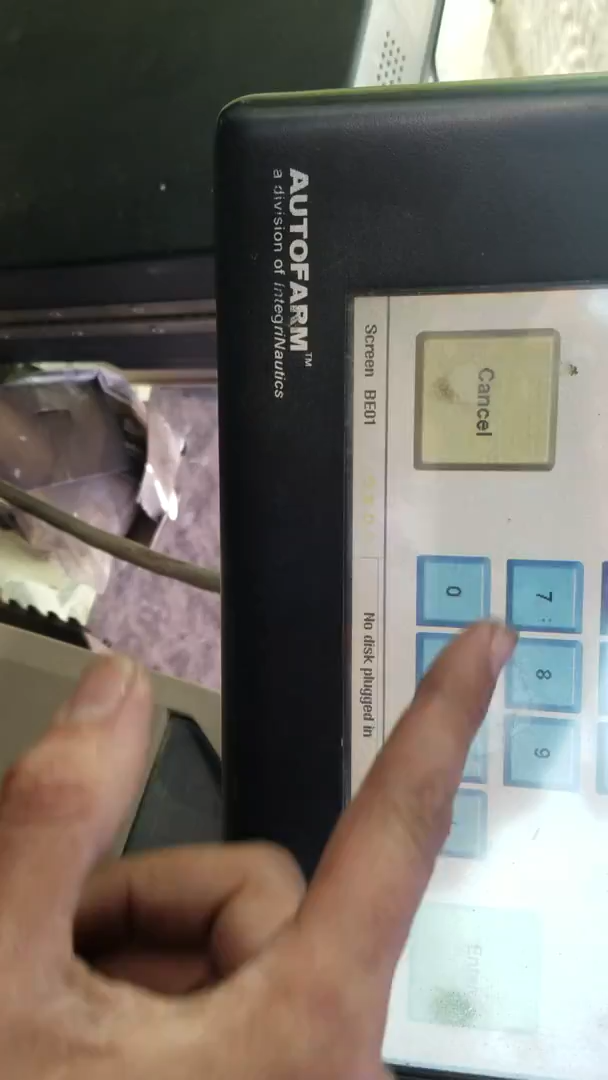 7
8
9
0
Cancel
Screen BE01
No disk plugged in
AUTOFARM™
a division of IntegriNautics